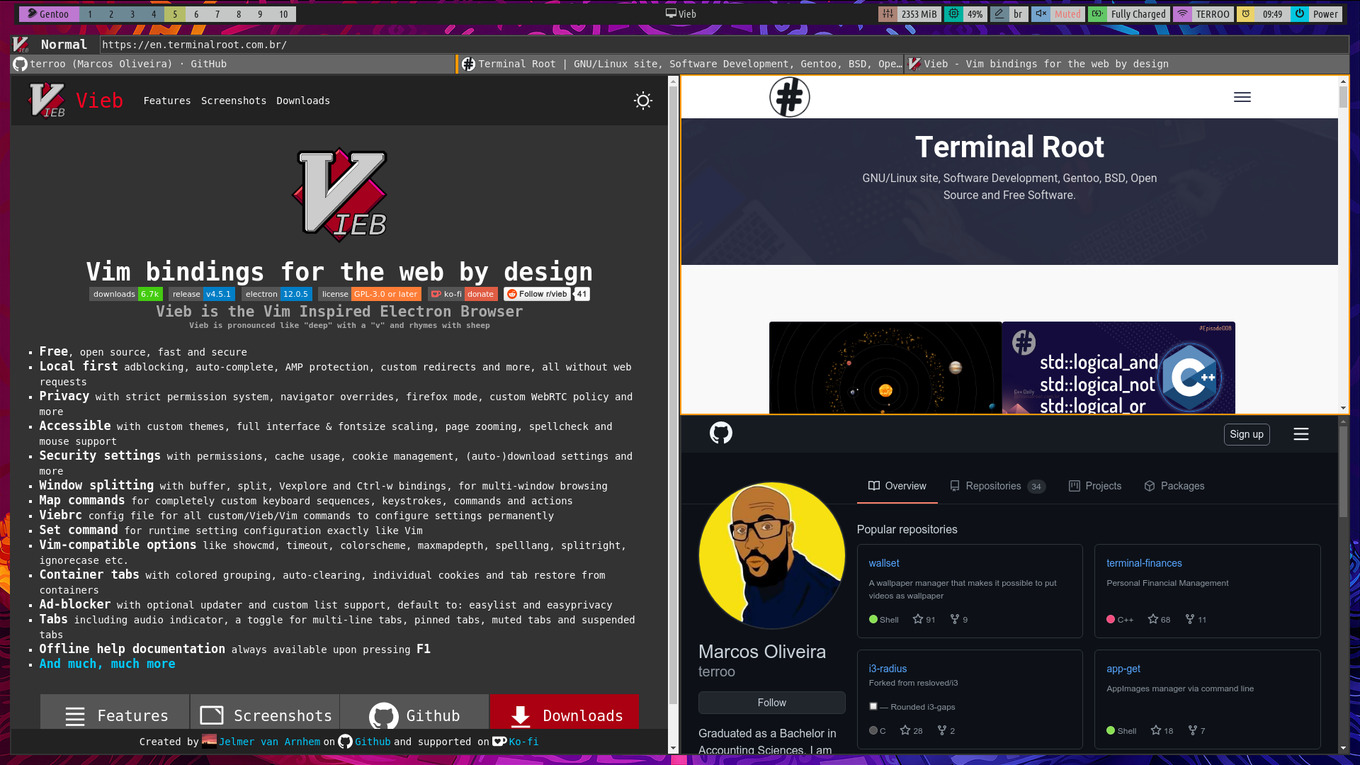 Gentoo 1 2 3 4 5 6 7 8 9 10
Vieb
2353 MiB 49% br Muted Fully Charged TERROO 09:49 Power
Normal https://en.terminalroot.com.br/
terroo (Marcos Oliveira) · GitHub
Terminal Root | GNU/Linux site, Software Development, Gentoo, BSD, Ope…
Vieb - Vim bindings for the web by design
VIEB
Vieb Features Screenshots Downloads
VIEB
Vim bindings for the web by design
downloads 6.7k release v4.5.1 electron 12.0.5 license GPL-3.0 or later ko-fi donate Follow r/vieb 41
Vieb is the Vim Inspired Electron Browser
Vieb is pronounced like "deep" with a "v" and rhymes with sheep
▪ Free, open source, fast and secure
▪ Local first adblocking, auto-complete, AMP protection, custom redirects and more, all without web
requests
▪ Privacy with strict permission system, navigator overrides, firefox mode, custom WebRTC policy and
more
▪ Accessible with custom themes, full interface & fontsize scaling, page zooming, spellcheck and
mouse support
▪ Security settings with permissions, cache usage, cookie management, (auto-)download settings and
more
▪ Window splitting with buffer, split, Vexplore and Ctrl-w bindings, for multi-window browsing
▪ Map commands for completely custom keyboard sequences, keystrokes, commands and actions
▪ Viebrc config file for all custom/Vieb/Vim commands to configure settings permanently
▪ Set command for runtime setting configuration exactly like Vim
▪ Vim-compatible options like showcmd, timeout, colorscheme, maxmapdepth, spelllang, splitright,
ignorecase etc.
▪ Container tabs with colored grouping, auto-clearing, individual cookies and tab restore from
containers
▪ Ad-blocker with optional updater and custom list support, default to: easylist and easyprivacy
▪ Tabs including audio indicator, a toggle for multi-line tabs, pinned tabs, muted tabs and suspended
tabs
▪ Offline help documentation always available upon pressing F1
▪ And much, much more
Features Screenshots Github Downloads
Created by Jelmer van Arnhem on Github and supported on Ko-fi
#
Terminal Root
GNU/Linux site, Software Development, Gentoo, BSD, Open
Source and Free Software.
#
std::logical_and
std::logical_not
std::logical_or
C++
Sign up
Overview Repositories 34 Projects Packages
Popular repositories
wallset
A wallpaper manager that makes it possible to put
videos as wallpaper
Shell 91 9
terminal-finances
Personal Financial Management
C++ 68 11
i3-radius
Forked from resloved/i3
— Rounded i3-gaps
C 28 2
app-get
AppImages manager via command line
Shell 18 7
Marcos Oliveira
terroo
Follow
Graduated as a Bachelor in
Accounting Sciences. I am